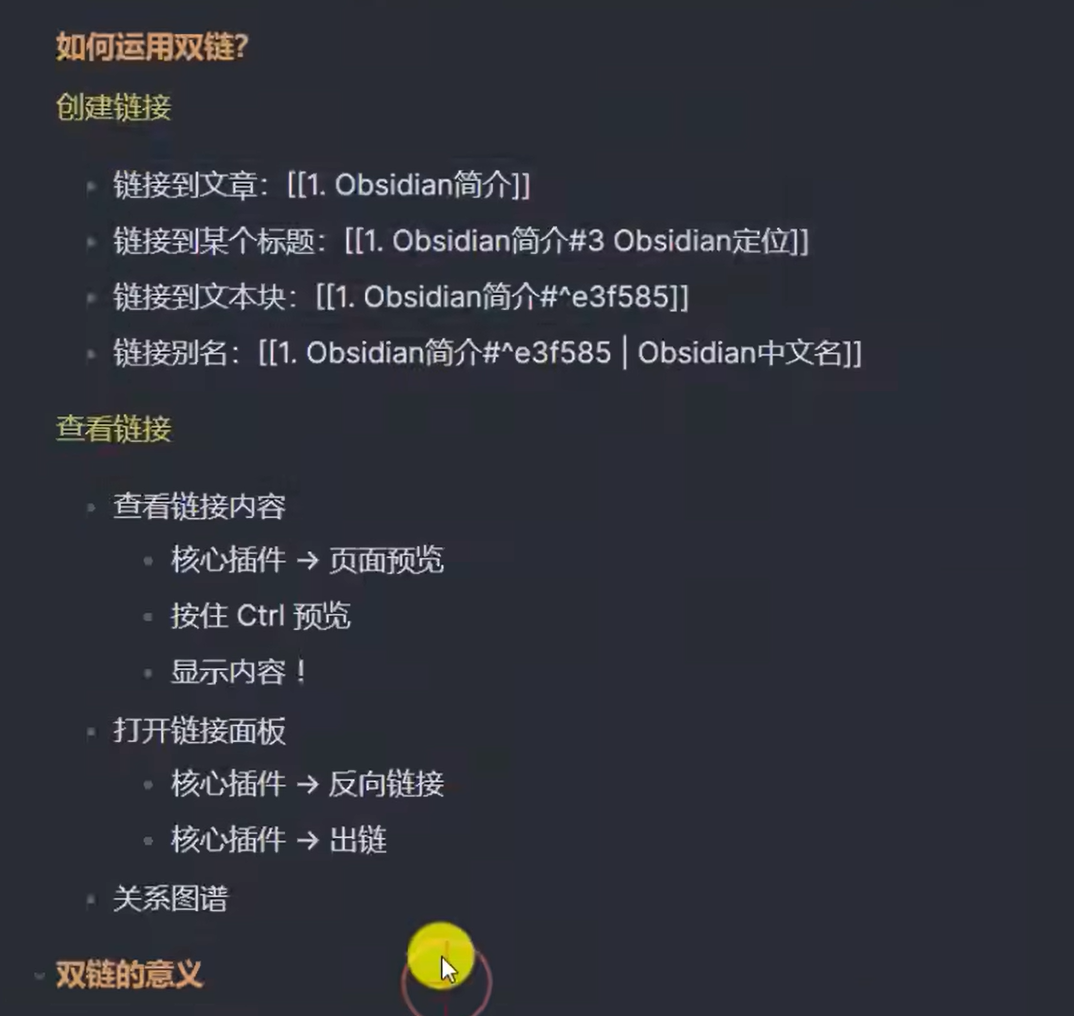 如何运用双链？
创建链接
链接到文章：[[1. Obsidian简介]]
链接到某个标题：[[1. Obsidian简介#3 Obsidian定位]]
链接到文本块：[[1. Obsidian简介#^e3f585]]
链接别名：[[1. Obsidian简介#^e3f585 | Obsidian中文名]]
查看链接
查看链接内容
核心插件 → 页面预览
按住 Ctrl 预览
显示内容！
打开链接面板
核心插件 → 反向链接
核心插件 → 出链
关系图谱
双链的意义